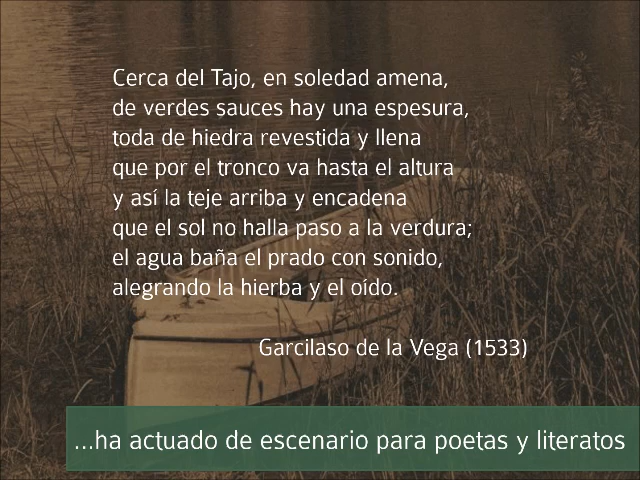 Cerca del Tajo, en soledad amena,
de verdes sauces hay una espesura,
toda de hiedra revestida y llena
que por el tronco va hasta el altura
y así la teje arriba y encadena
que el sol no halla paso a la verdura;
el agua baña el prado con sonido,
alegrando la hierba y el oído.
Garcilaso de la Vega (1533)
...ha actuado de escenario para poetas y literatos